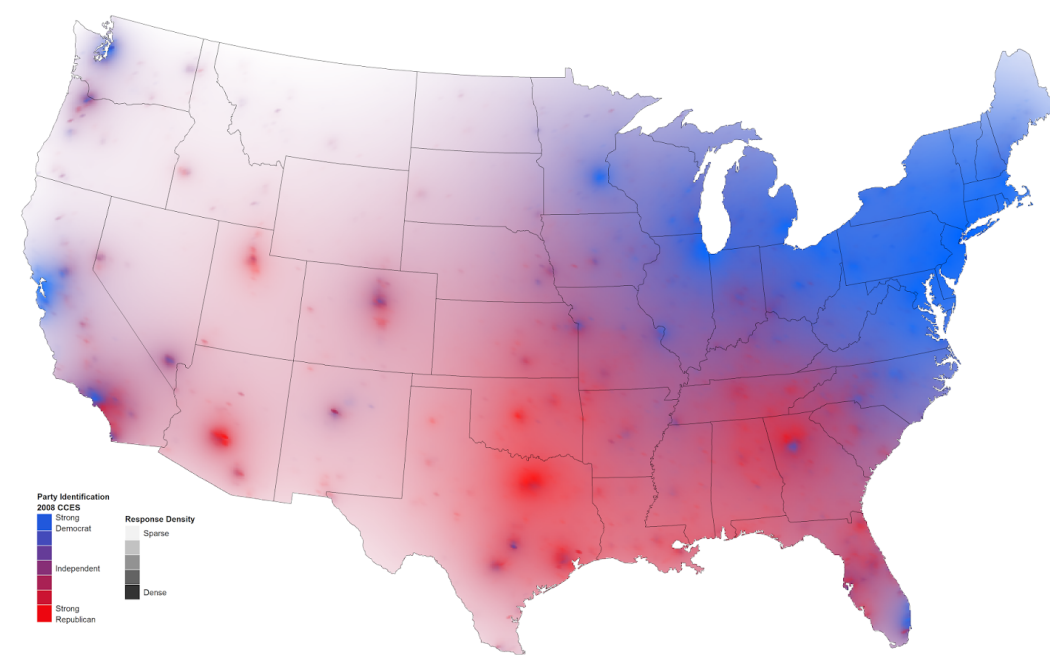 Party Identification
2008 CCES
Strong
Democrat
Independent
Strong
Republican
Response Density
Sparse
Dense